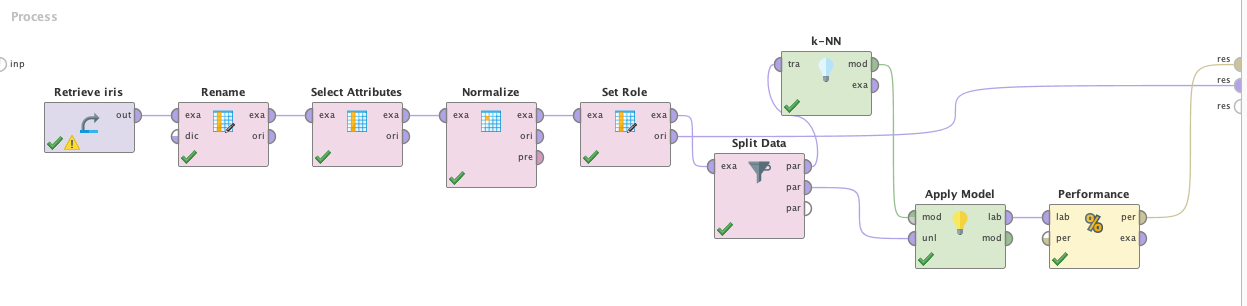 Process
inp
Retrieve iris
out
Rename
exa exa
dic ori
Select Attributes
exa exa
ori
Normalize
exa exa
ori
pre
Set Role
exa exa
ori
k-NN
tra mod
exa
Split Data
exa par
par
par
Apply Model
mod lab
unl mod
Performance
%
lab per
per exa
res
res
res